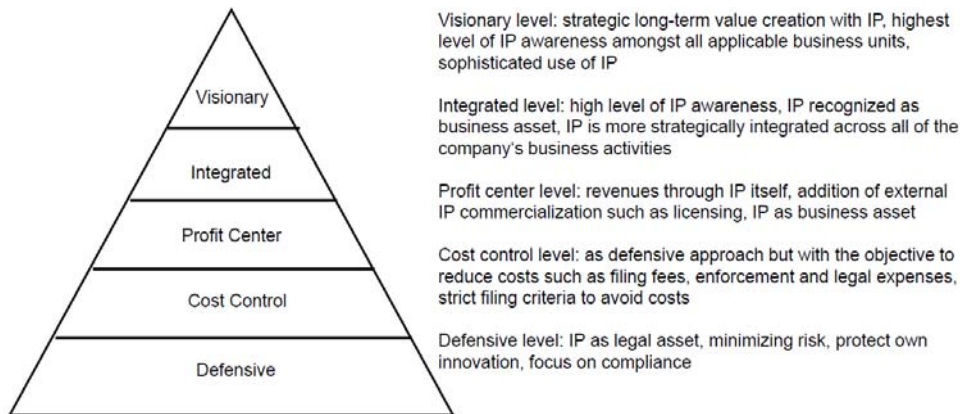 Visionary
Integrated
Profit Center
Cost Control
Defensive
Visionary level: strategic long-term value creation with IP, highest
level of IP awareness amongst all applicable business units,
sophisticated use of IP
Integrated level: high level of IP awareness, IP recognized as
business asset, IP is more strategically integrated across all of the
company‘s business activities
Profit center level: revenues through IP itself, addition of external
IP commercialization such as licensing, IP as business asset
Cost control level: as defensive approach but with the objective to
reduce costs such as filing fees, enforcement and legal expenses,
strict filing criteria to avoid costs
Defensive level: IP as legal asset, minimizing risk, protect own
innovation, focus on compliance